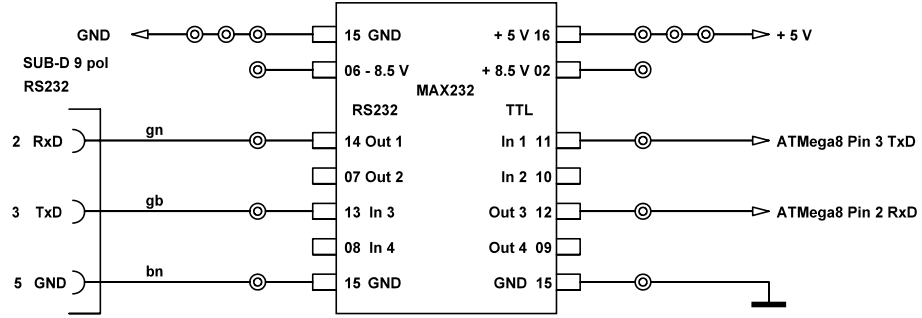 GND 15 GND + 5 V 16 + 5 V
SUB-D 9 pol
RS232
06 - 8.5 V + 8.5 V 02
MAX232
RS232 TTL
2 RxD gn 14 Out 1 In 1 11 ATMega8 Pin 3 TxD
07 Out 2 In 2 10
3 TxD gb 13 In 3 Out 3 12 ATMega8 Pin 2 RxD
08 In 4 Out 4 09
5 GND bn 15 GND GND 15